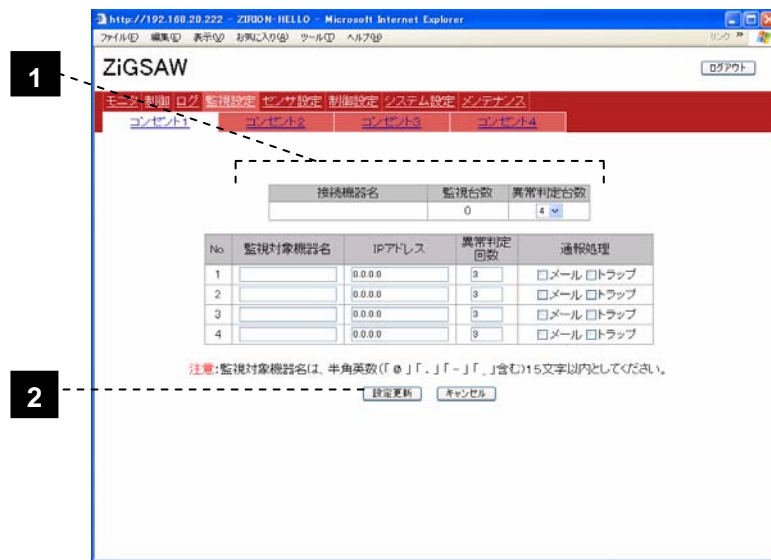 http://192.168.20.222 - ZIRION-HELLO - Microsoft Internet Explorer
ファイル(F) 編集(E) 表示(V) お気に入り(A) ツール(T) ヘルプ(H) リンク »
ZiGSAW
ログアウト
1
モニタ 制御 ログ 監視設定 センサ設定 制御設定 システム設定 メンテナンス
コンセント1 コンセント2 コンセント3 コンセント4
接続機器名 監視台数 異常判定台数
0 4
No. 監視対象機器名 IPアドレス 異常判定回数 通報処理
1 0.0.0.0 3 メール トラップ
2 0.0.0.0 3 メール トラップ
3 0.0.0.0 3 メール トラップ
4 0.0.0.0 3 メール トラップ
注意:監視対象機器名は、半角英数(「@」「.」「-」「_」含む)15文字以内としてください。
2
設定更新 キャンセル